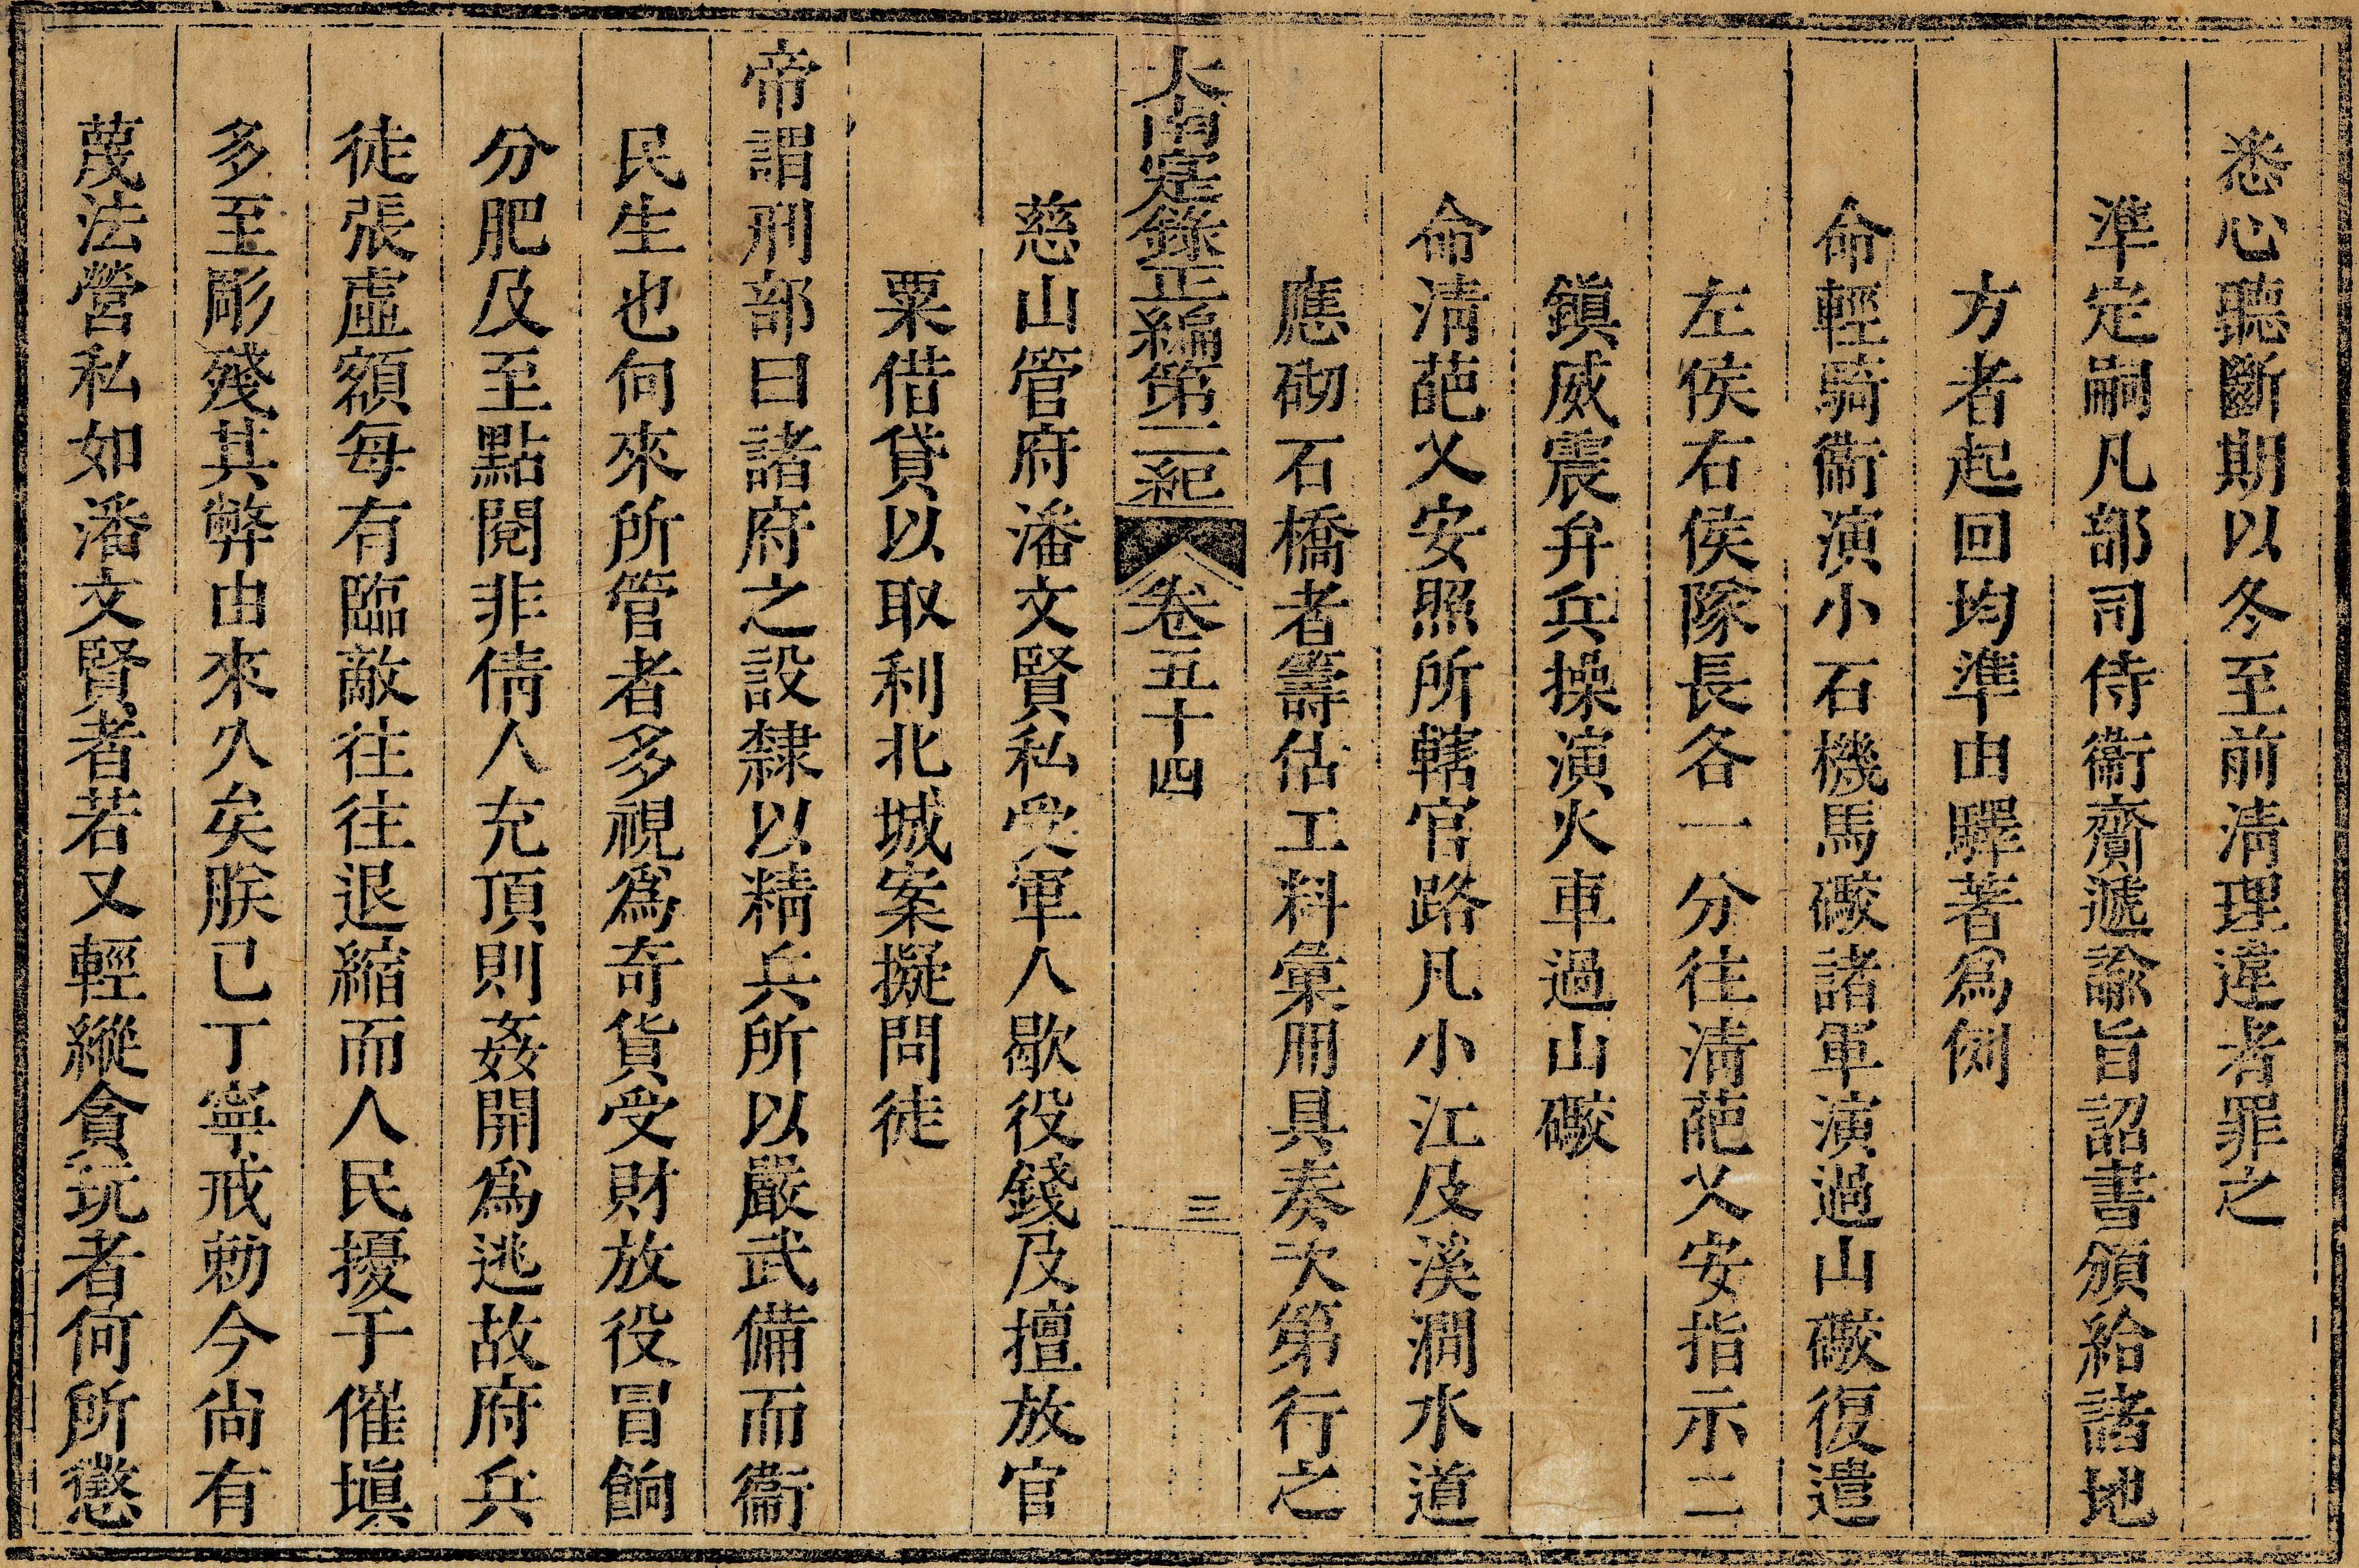 悉心聽斷期以冬至前清理違者罪之
準定嗣凡部司侍衞齎遞諭旨詔書頒給諸地
方者起回均準由驛著爲例
命輕騎衞演小石機馬礮諸軍演過山礮復遣
左侯右侯隊長各一分往清葩乂安指示二
鎮威震弁兵操演火車過山礮
命清葩乂安照所轄官路凡小江及溪澗水道
應砌石橋者籌估工料彙冊具奏次第行之
大南寔錄正編第二紀 卷五十四 三
慈山管府潘文賢私受軍人歇役錢及擅放官
粟借貸以取利北城案擬問徒
帝謂刑部曰諸府之設隸以精兵所以嚴武備而衞
民生也向來所管者多視爲奇貨受財放役冒餉
分肥及至點閱非倩人充頂則姦開爲逃故府兵
徒張虛額每有臨敵往往退縮而人民擾于催塡
多至彫殘其弊由來久矣朕已丁寧戒勅今尙有
蔑法營私如潘文賢者若又輕縱貪玩者何所懲